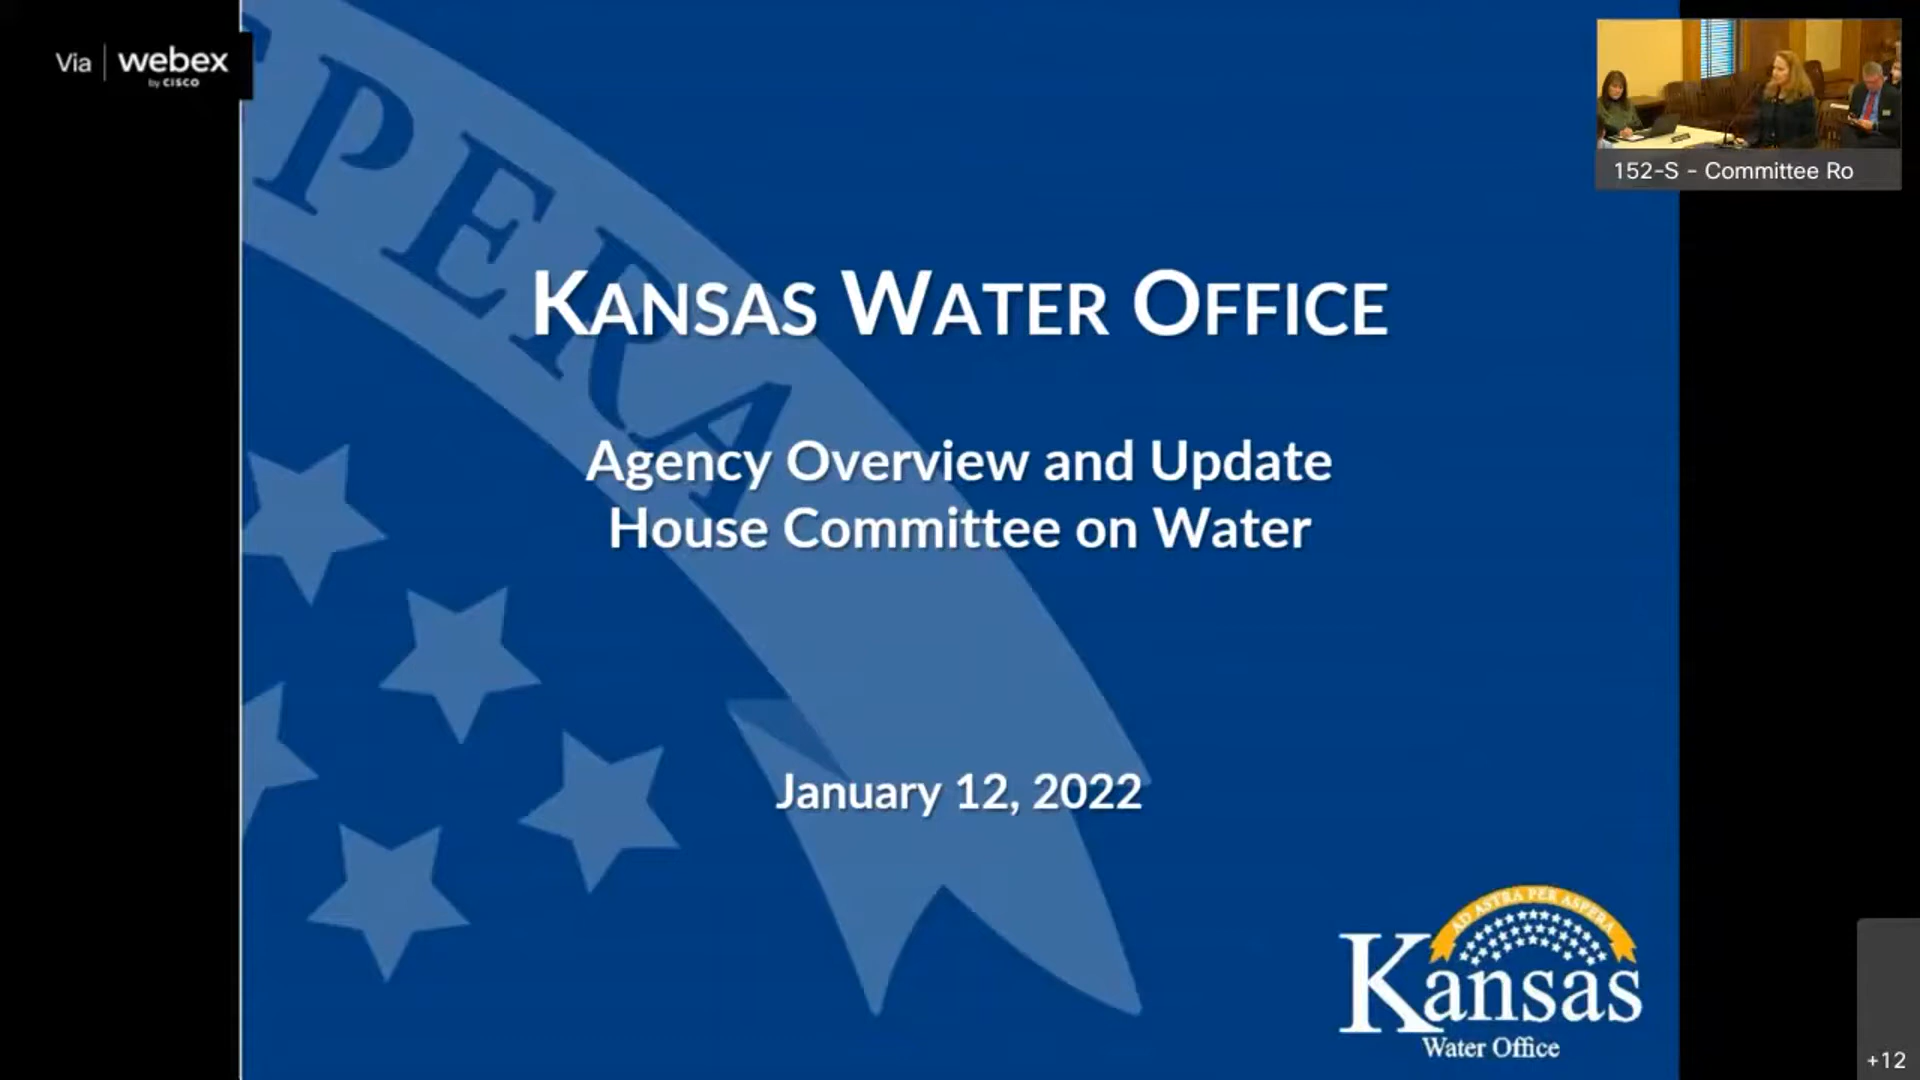 Via webex
by CISCO
152-S - Committee Ro
PERA
KANSAS WATER OFFICE
Agency Overview and Update
House Committee on Water
January 12, 2022
AD ASTRA PER ASPERA
Kansas
Water Office
+12